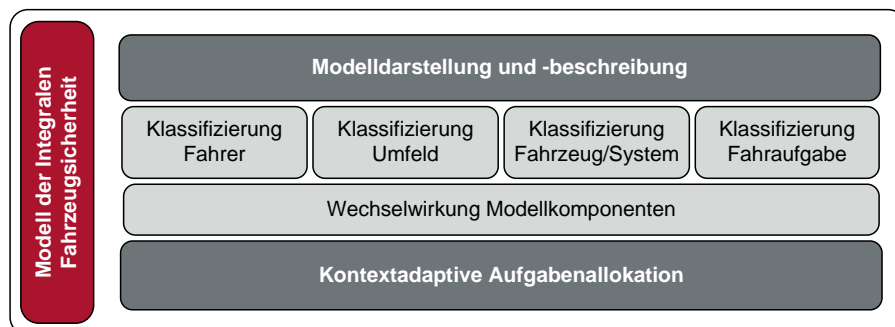 Modell der Integralen
Fahrzeugsicherheit
Modelldarstellung und -beschreibung
Klassifizierung
Fahrer
Klassifizierung
Umfeld
Klassifizierung
Fahrzeug/System
Klassifizierung
Fahraufgabe
Wechselwirkung Modellkomponenten
Kontextadaptive Aufgabenallokation